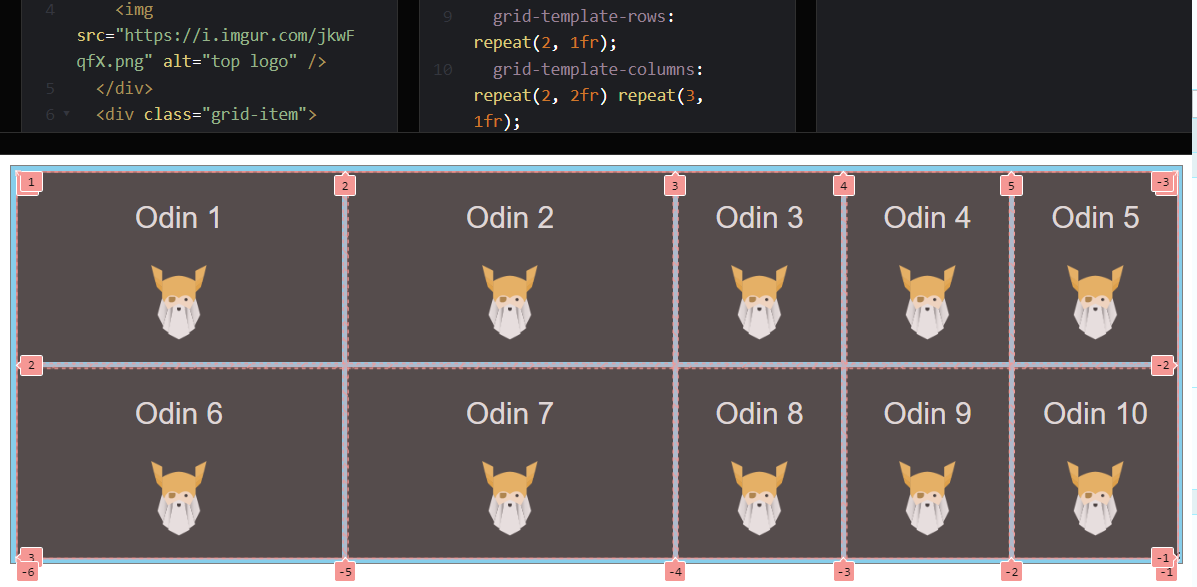 4 <img
src="https://i.imgur.com/jkwF
qfX.png" alt="top logo" />
5 </div>
6 <div class="grid-item">
9 grid-template-rows:
repeat(2, 1fr);
10 grid-template-columns:
repeat(2, 2fr) repeat(3,
1fr);
1 2 3 4 5 -3
Odin 1 Odin 2 Odin 3 Odin 4 Odin 5
2 -2
Odin 6 Odin 7 Odin 8 Odin 9 Odin 10
3 -1
-6 -5 -4 -3 -2 -1